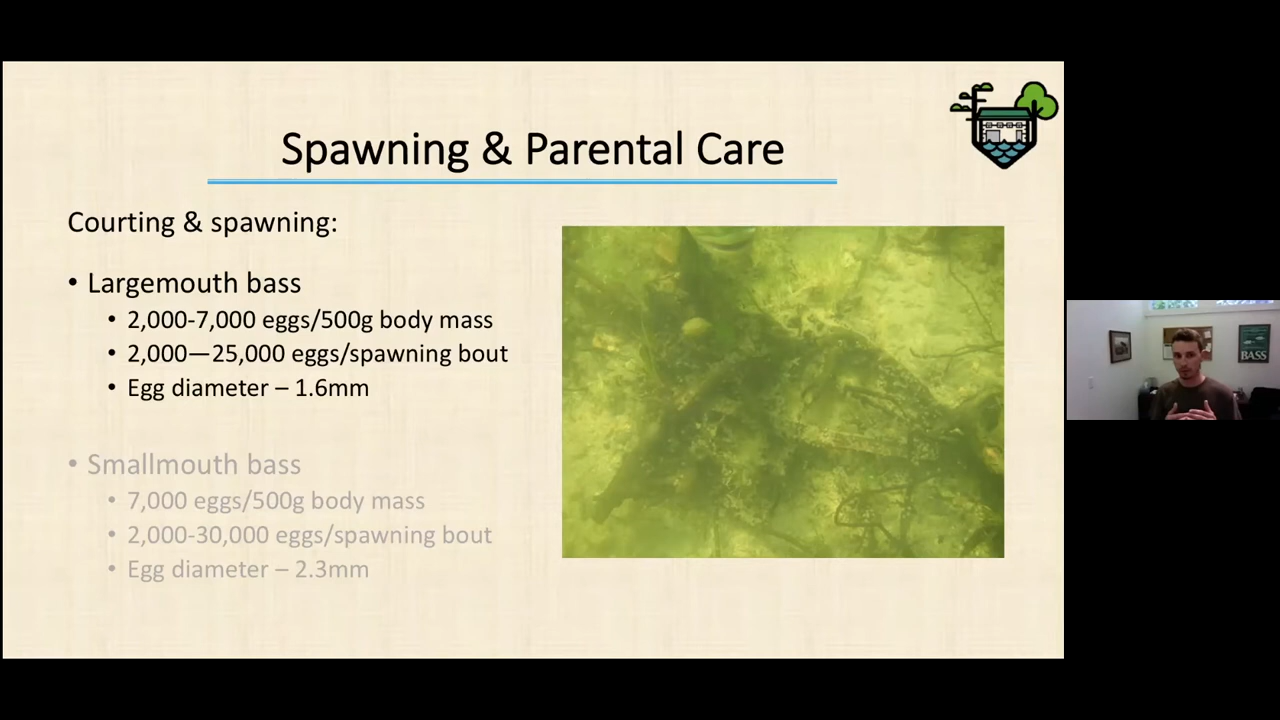 Spawning & Parental Care
Courting & spawning:
• Largemouth bass
• 2,000-7,000 eggs/500g body mass
• 2,000—25,000 eggs/spawning bout
• Egg diameter – 1.6mm
• Smallmouth bass
• 7,000 eggs/500g body mass
• 2,000-30,000 eggs/spawning bout
• Egg diameter – 2.3mm
BASS